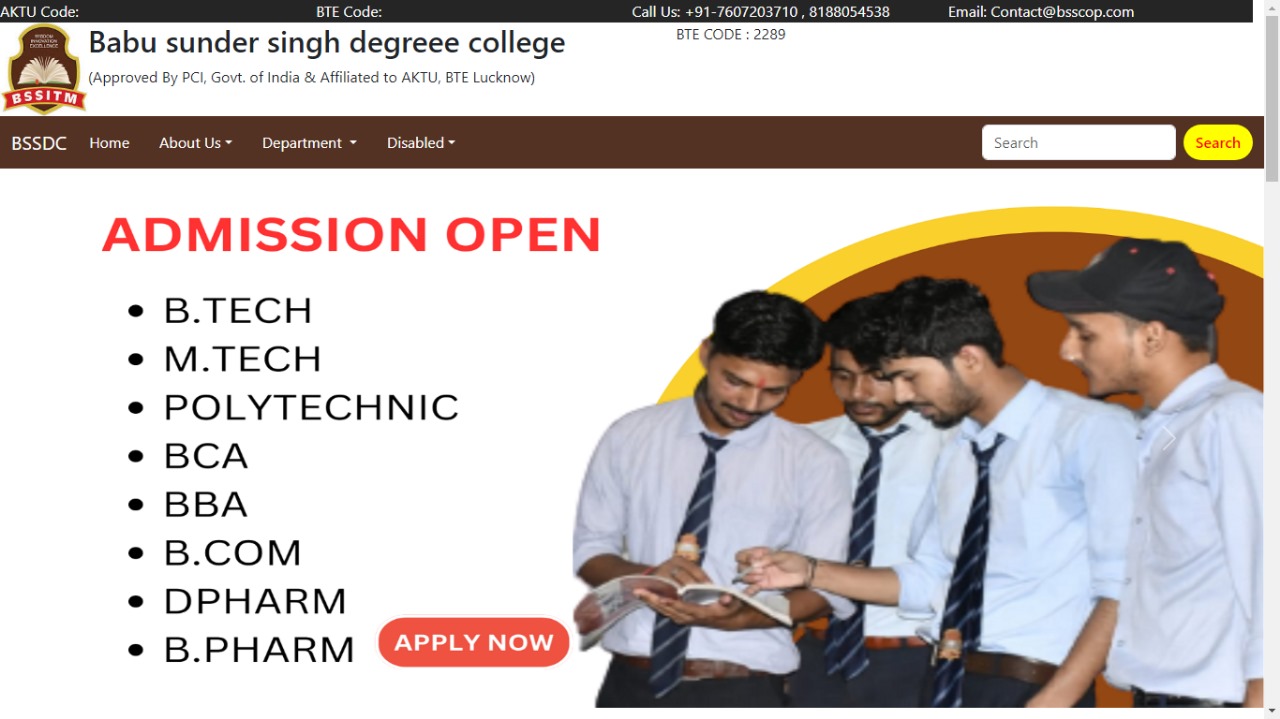 AKTU Code: BTE Code: Call Us: +91-7607203710 , 8188054538 Email: Contact@bsscop.com
WISDOM
INNOVATION
EXCELLENCE
BSSITM
Babu sunder singh degreee college
BTE CODE : 2289
(Approved By PCI, Govt. of India & Affiliated to AKTU, BTE Lucknow)
BSSDC Home About Us Department Disabled Search Search
ADMISSION OPEN
• B.TECH
• M.TECH
• POLYTECHNIC
• BCA
• BBA
• B.COM
• DPHARM
• B.PHARM
APPLY NOW